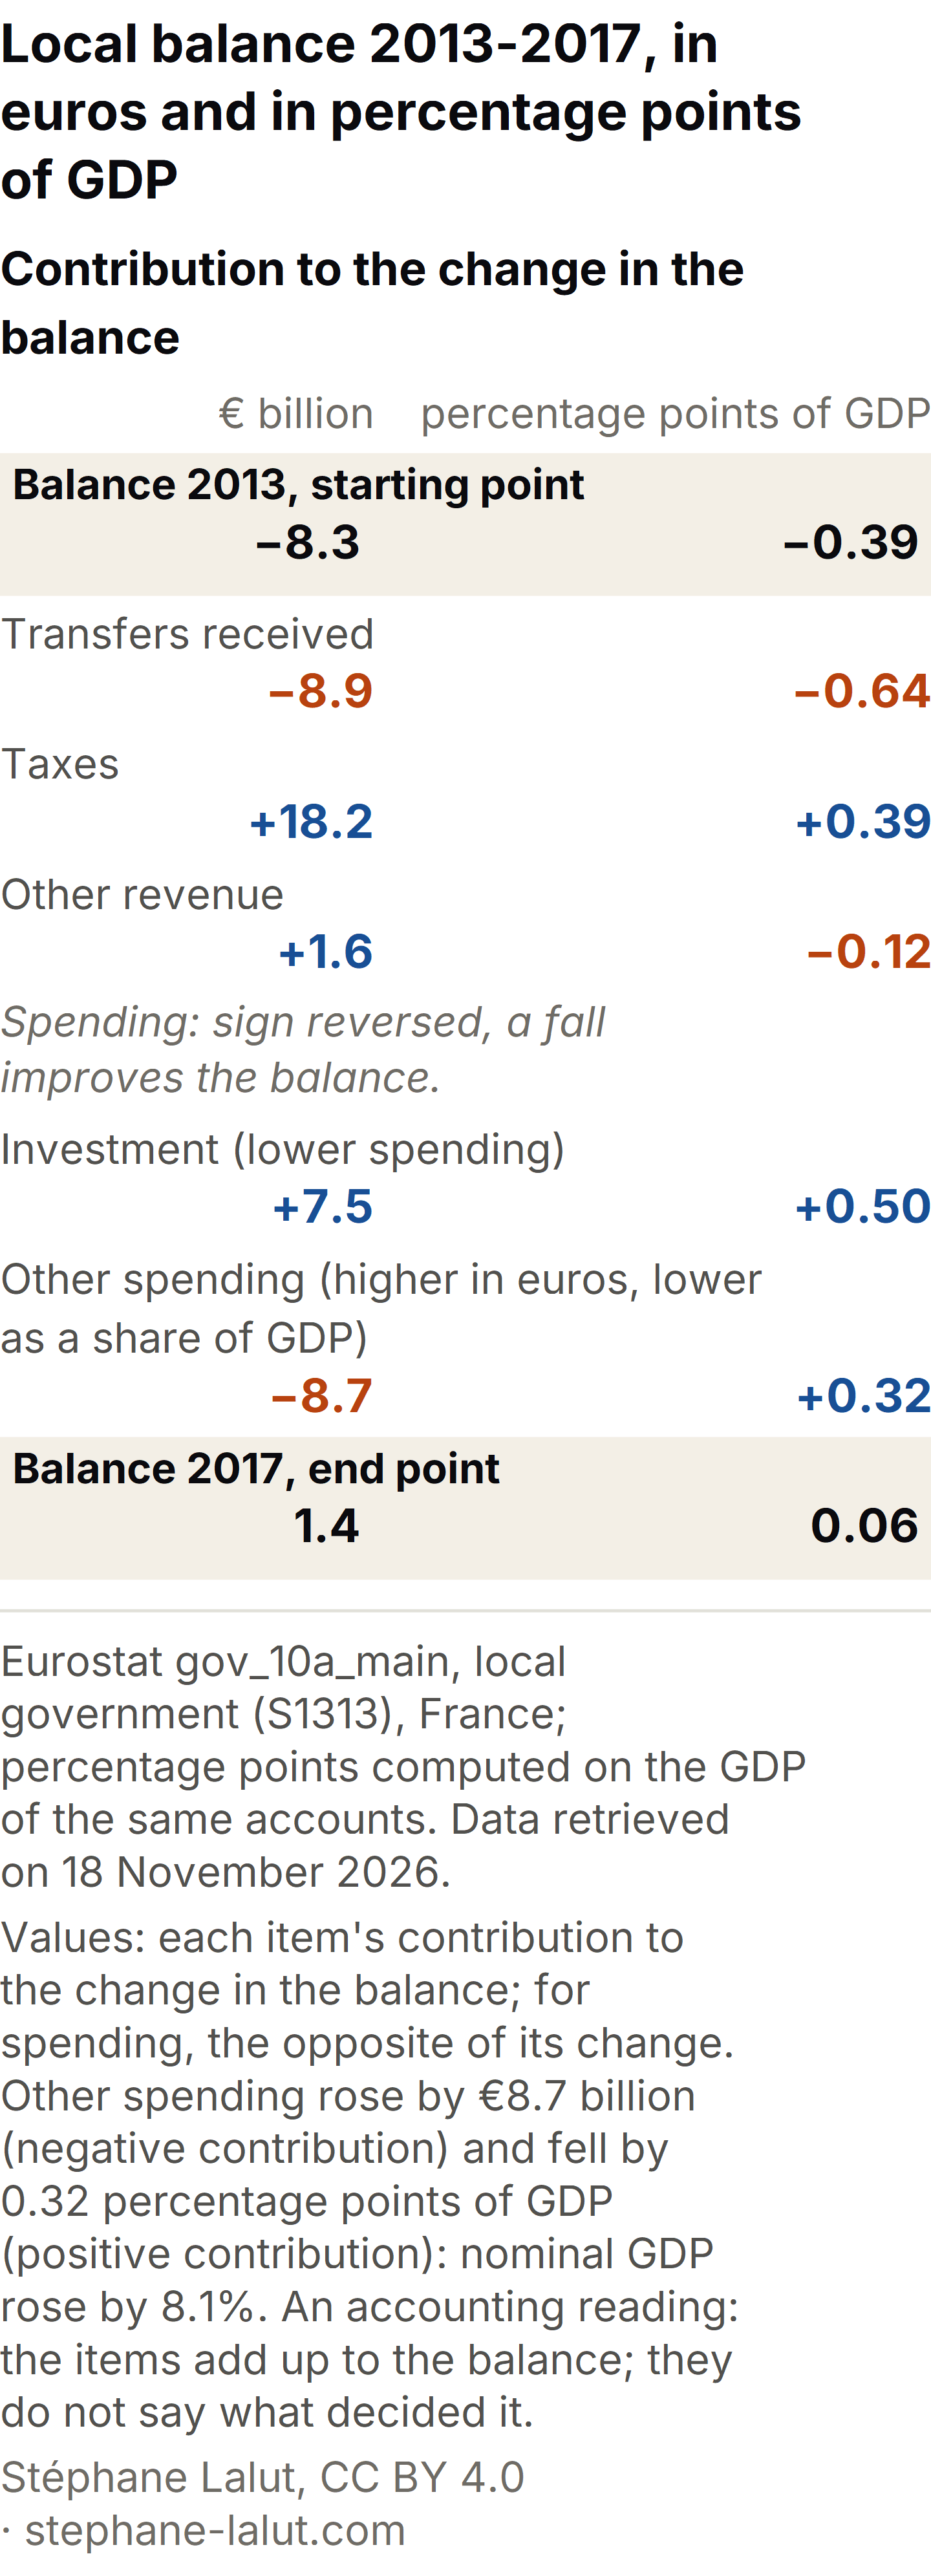 Local balance 2013-2017, in
euros and in percentage points
of GDP
Contribution to the change in the
balance
€ billion percentage points of GDP
Balance 2013, starting point
−8.3 −0.39
Transfers received
−8.9 −0.64
Taxes
+18.2 +0.39
Other revenue
+1.6 −0.12
Spending: sign reversed, a fall
improves the balance.
Investment (lower spending)
+7.5 +0.50
Other spending (higher in euros, lower
as a share of GDP)
−8.7 +0.32
Balance 2017, end point
1.4 0.06
Eurostat gov_10a_main, local
government (S1313), France;
percentage points computed on the GDP
of the same accounts. Data retrieved
on 18 November 2026.
Values: each item's contribution to
the change in the balance; for
spending, the opposite of its change.
Other spending rose by €8.7 billion
(negative contribution) and fell by
0.32 percentage points of GDP
(positive contribution): nominal GDP
rose by 8.1%. An accounting reading:
the items add up to the balance; they
do not say what decided it.
Stéphane Lalut, CC BY 4.0
· stephane-lalut.com